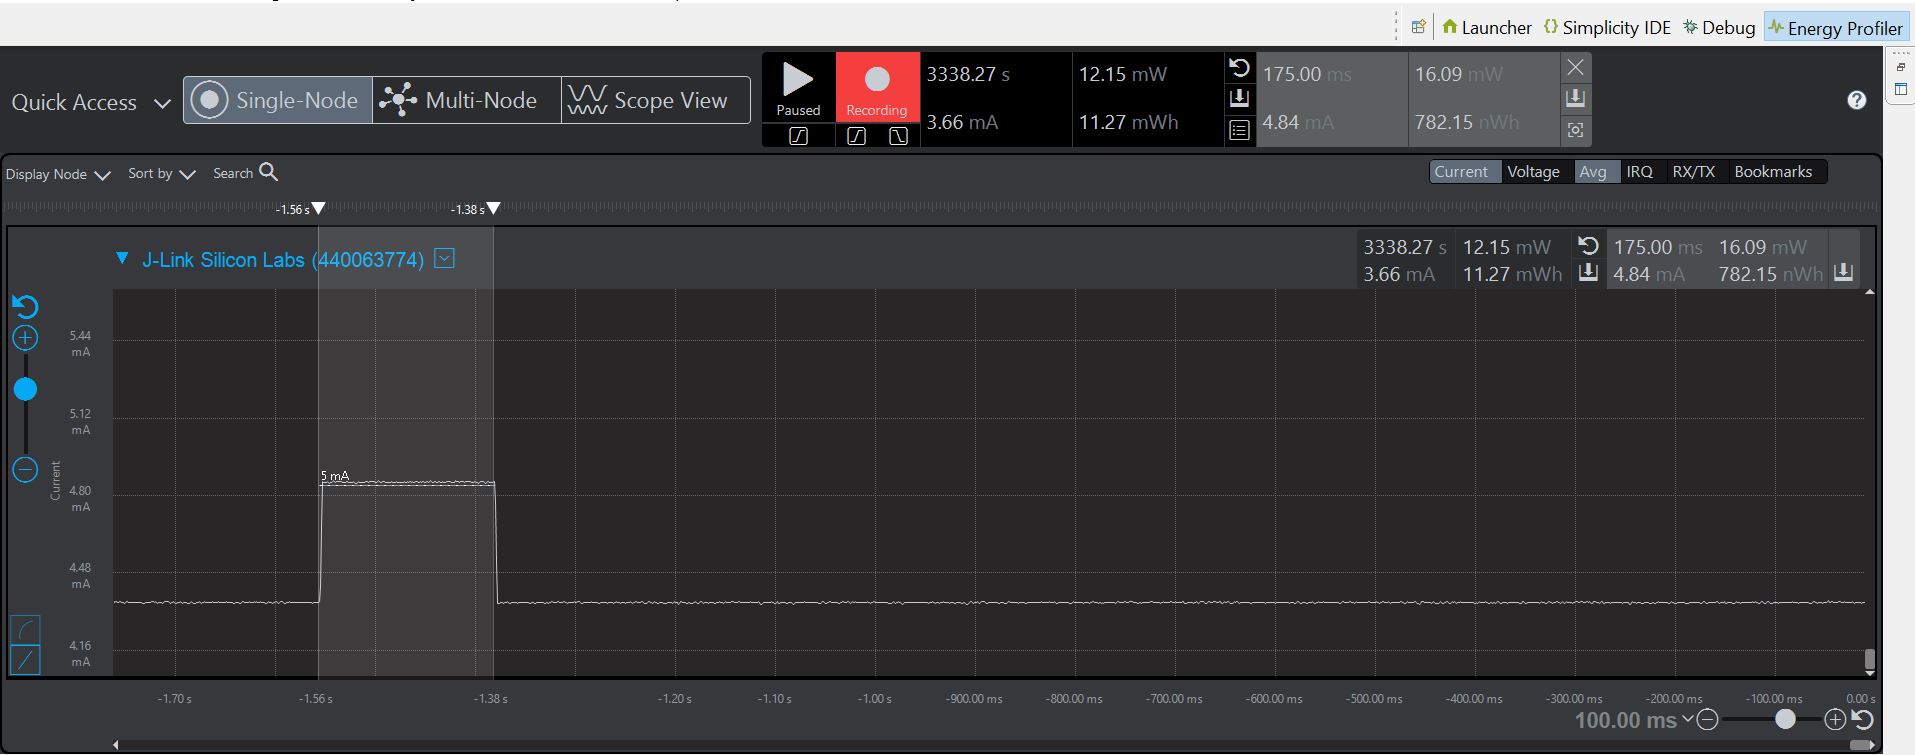 Launcher Simplicity IDE Debug Energy Profiler
Quick Access Single-Node Multi-Node Scope View
Paused Recording
3338.27 s 12.15 mW 175.00 ms 16.09 mW
3.66 mA 11.27 mWh 4.84 mA 782.15 nWh
Display Node Sort by Search
Current Voltage Avg IRQ RX/TX Bookmarks
-1.56 s -1.38 s
J-Link Silicon Labs (440063774)
3338.27 s 12.15 mW 175.00 ms 16.09 mW
3.66 mA 11.27 mWh 4.84 mA 782.15 nWh
5.44
mA
5.12
mA
5 mA
Current
4.80
mA
4.48
mA
4.16
mA
-1.70 s -1.56 s -1.38 s -1.20 s -1.10 s -1.00 s -900.00 ms -800.00 ms -700.00 ms -600.00 ms -500.00 ms -400.00 ms -300.00 ms -200.00 ms -100.00 ms 0.00 s
100.00 ms